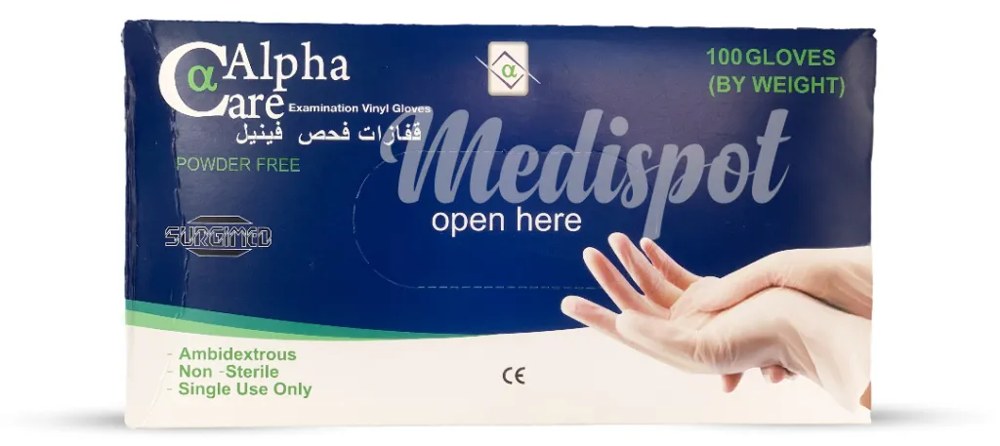 α Alpha
Care Examination Vinyl Gloves
قفازات فحص فينيل
POWDER FREE
SURGIMED
α
100 GLOVES
(BY WEIGHT)
Medispot
open here
- Ambidextrous
- Non -Sterile
- Single Use Only
CE